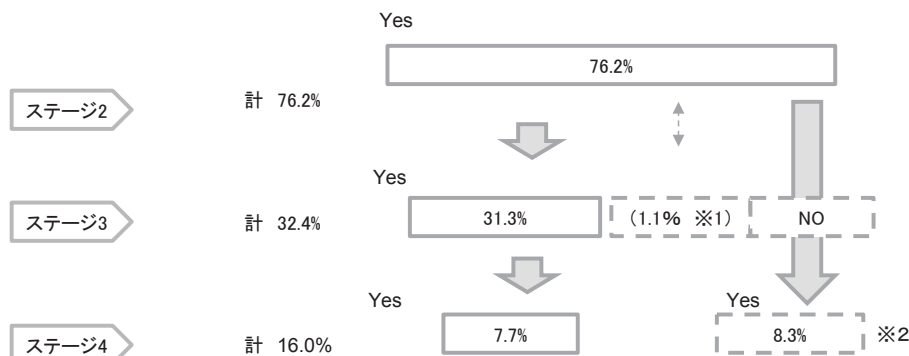 Yes
76.2%
ステージ2
計 76.2%
Yes
ステージ3
計 32.4%
31.3%
(1.1% ※1)
NO
Yes
Yes
ステージ4
計 16.0%
7.7%
8.3%
※2